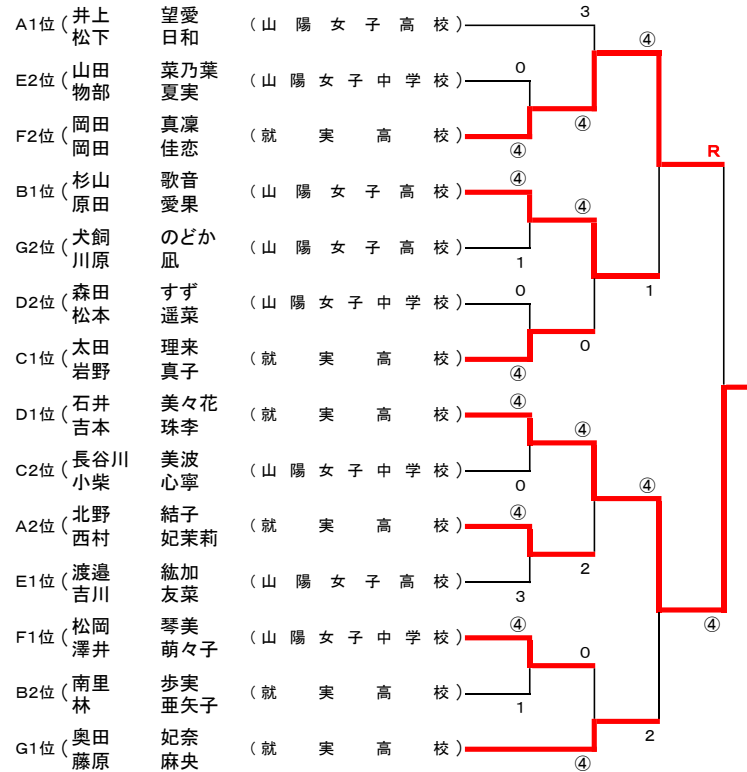 3
A1位 ( 井上 望愛 ( 山 陽 女 子 高 校 )
松下 日和
④
0
E2位 ( 山田 菜乃葉 ( 山 陽 女 子 中 学 校 )
物部 夏実
④
F2位 ( 岡田 真凜 ( 就 実 高 校 )
岡田 佳恋
④
R
B1位 ( 杉山 歌音 ( 山 陽 女 子 高 校 )
原田 愛果
④
④
G2位 ( 犬飼 のどか ( 山 陽 女 子 高 校 )
川原 凪
1
D2位 ( 森田 すず ( 山 陽 女 子 中 学 校 )
松本 遥菜
0
1
C1位 ( 太田 理来 ( 就 実 高 校 )
岩野 真子
0
④
D1位 ( 石井 美々花 ( 就 実 高 校 )
吉本 珠李
④
④
C2位 ( 長谷川 美波 ( 山 陽 女 子 中 学 校 )
小柴 心寧
0
④
A2位 ( 北野 結子 ( 就 実 高 校 )
西村 妃茉莉
④
2
E1位 ( 渡邉 紘加 ( 山 陽 女 子 高 校 )
吉川 友菜
3
F1位 ( 松岡 琴美 ( 山 陽 女 子 中 学 校 )
澤井 萌々子
④
④
0
B2位 ( 南里 歩実 ( 就 実 高 校 )
林 亜矢子
1
G1位 ( 奥田 妃奈 ( 就 実 高 校 )
藤原 麻央
2
④